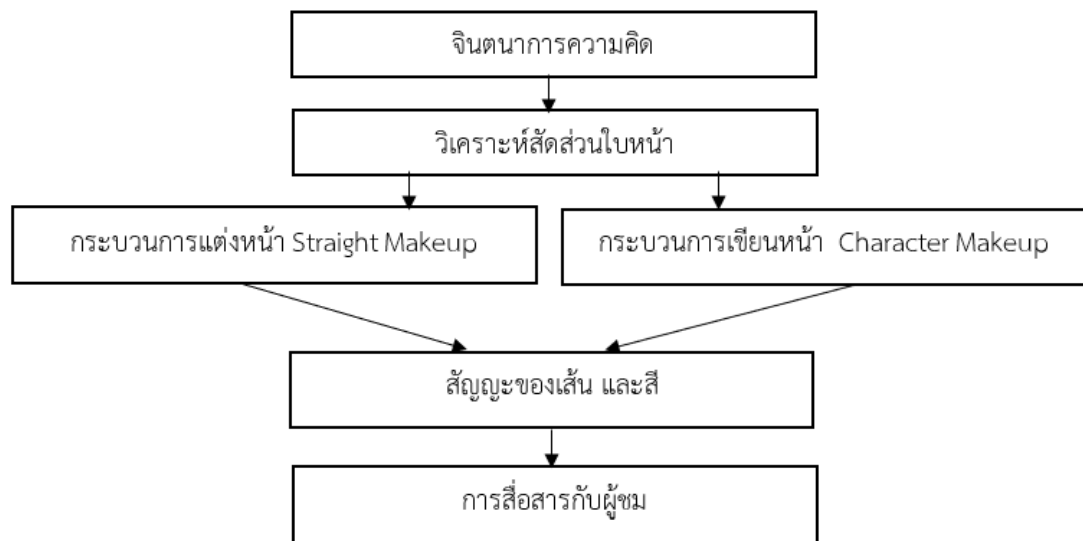 จินตนาการความคิด
วิเคราะห์สัดส่วนใบหน้า
กระบวนการแต่งหน้า Straight Makeup
กระบวนการเขียนหน้า Character Makeup
สัญญะของเส้น และสี
การสื่อสารกับผู้ชม